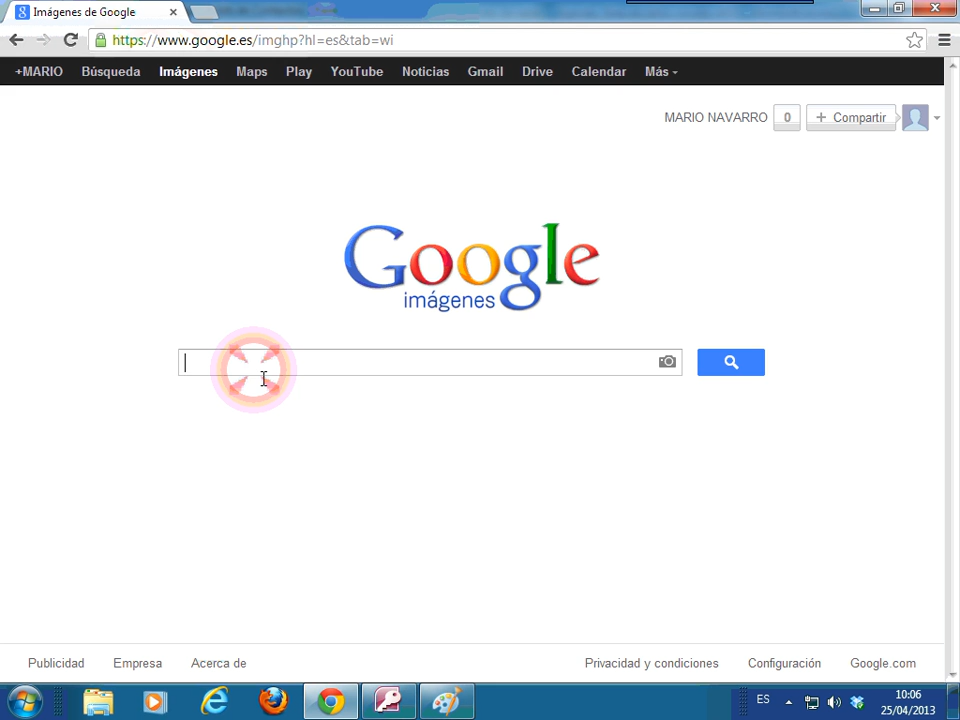 Imágenes de Google
https://www.google.es/imghp?hl=es&tab=wi
+MARIO Búsqueda Imágenes Maps Play YouTube Noticias Gmail Drive Calendar Más
MARIO NAVARRO 0 + Compartir
Google
imágenes
Publicidad Empresa Acerca de Privacidad y condiciones Configuración Google.com
ES 10:06
25/04/2013